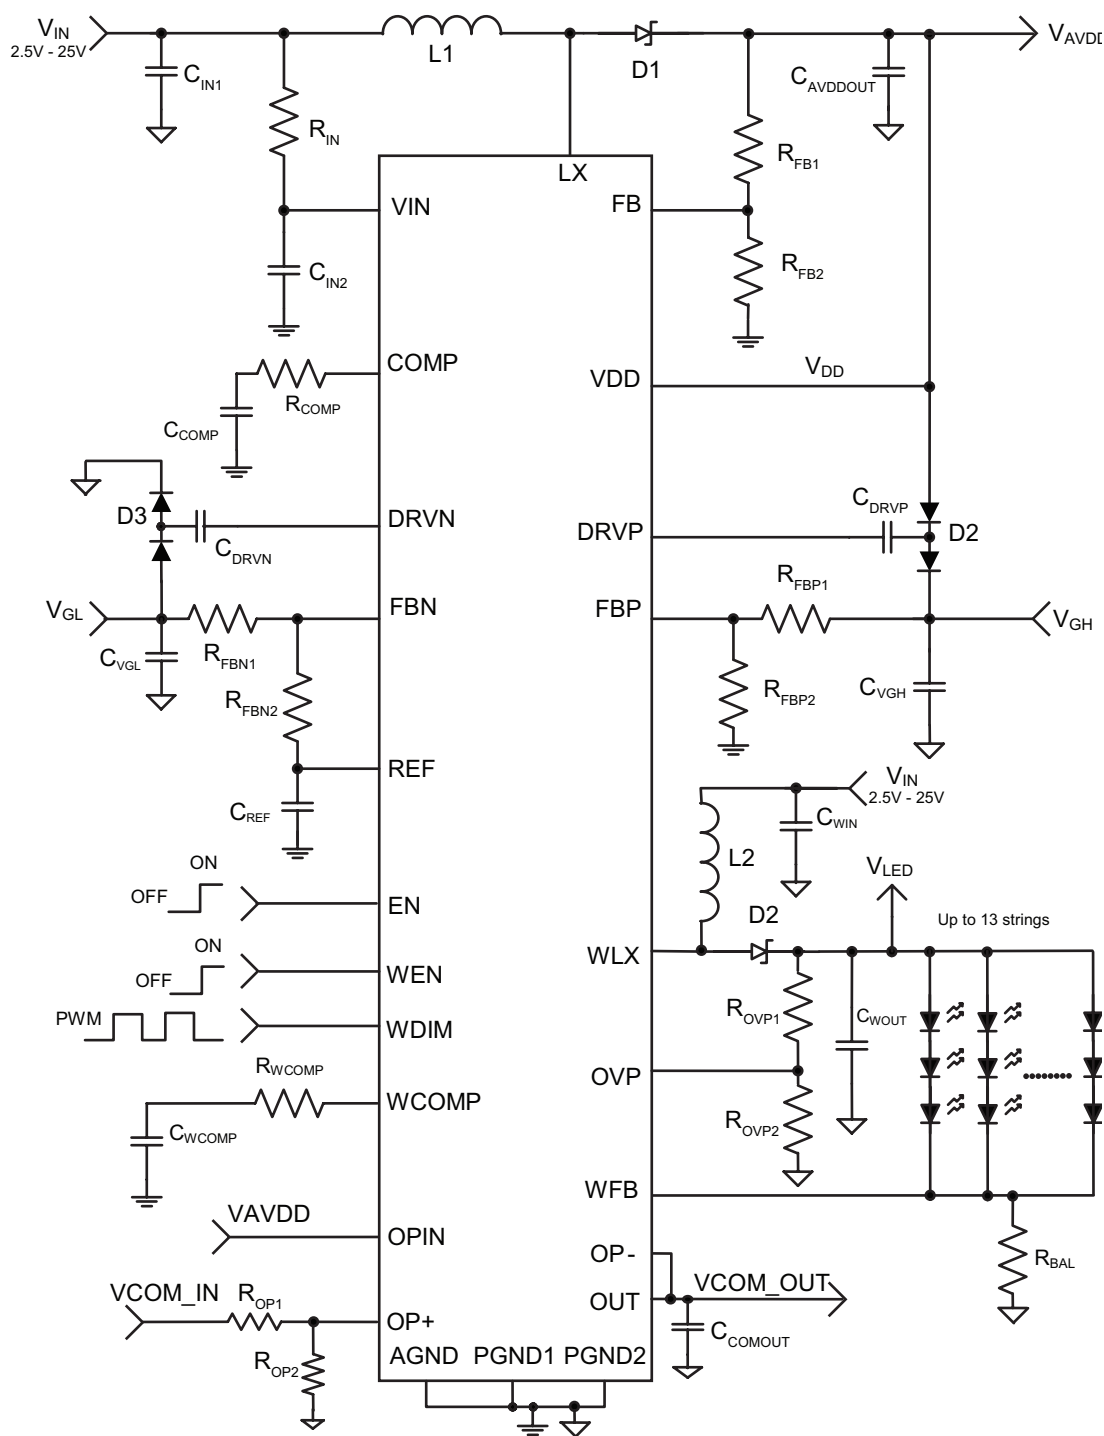 VIN
2.5V - 25V
L1
D1
VAVDD
CIN1
CAVDDOUT
RIN
LX
RFB1
VIN
FB
CIN2
RFB2
COMP
VDD
VDD
RCOMP
CCOMP
D3
DRVN
CDRVN
DRVP
CDRVP
D2
VGL
FBN
FBP
RFBP1
VGH
CVGL
RFBN1
RFBN2
RFBP2
CVGH
REF
VIN
2.5V - 25V
CREF
CWIN
L2
VLED
ON
OFF
EN
D2
Up to 13 strings
ON
OFF
WEN
WLX
PWM
WDIM
ROVP1
CWOUT
RWCOMP
OVP
WCOMP
CWCOMP
ROVP2
WFB
VAVDD
OPIN
OP-
RBAL
VCOM_IN
ROP1
OP+
OUT
VCOM_OUT
ROP2
CCOMOUT
AGND PGND1 PGND2